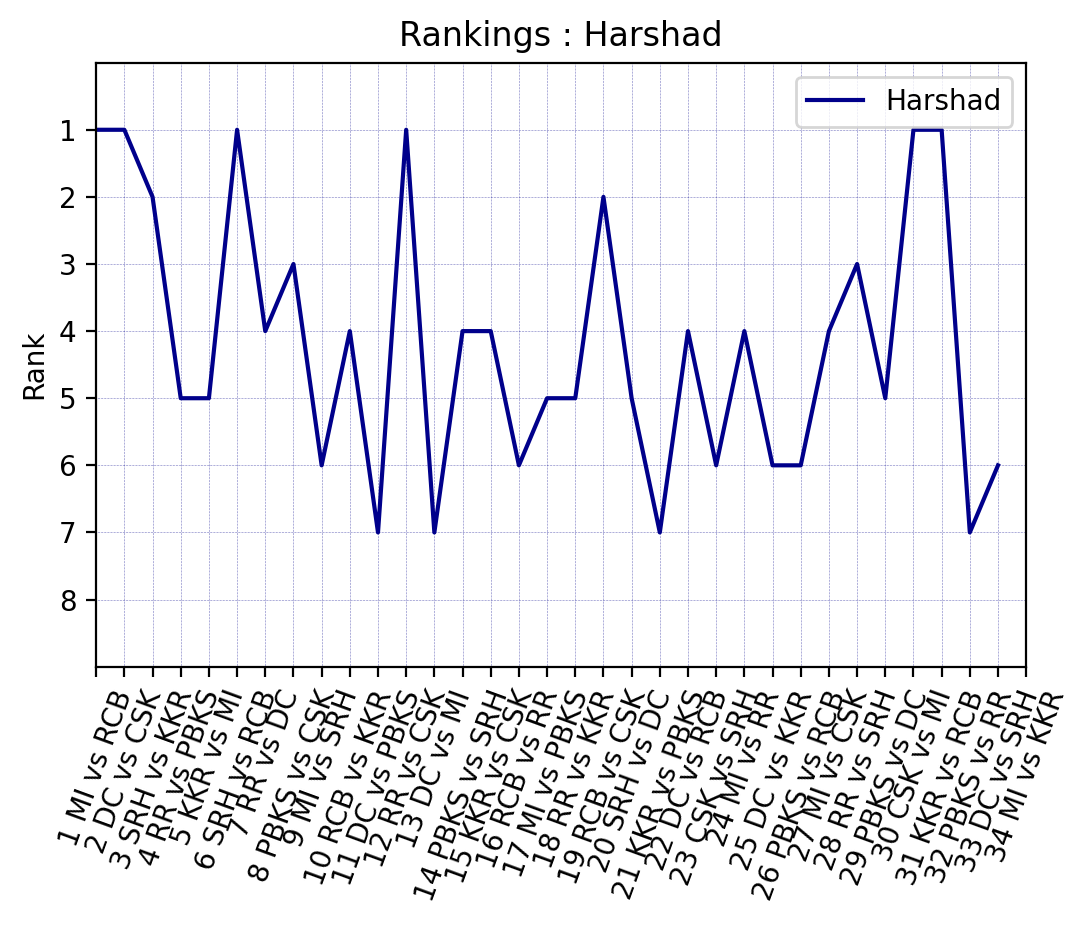 Rankings : Harshad
Harshad
Rank
1
2
3
4
5
6
7
8
1 MI vs RCB
2 DC vs CSK
3 SRH vs KKR
4 RR vs PBKS
5 KKR vs MI
6 SRH vs RCB
7 RR vs DC
8 PBKS vs CSK
9 MI vs SRH
10 RCB vs KKR
11 DC vs PBKS
12 RR vs CSK
13 DC vs MI
14 PBKS vs SRH
15 KKR vs CSK
16 RCB vs RR
17 MI vs PBKS
18 RR vs KKR
19 RCB vs CSK
20 SRH vs DC
21 KKR vs PBKS
22 DC vs RCB
23 CSK vs SRH
24 MI vs RR
25 DC vs KKR
26 PBKS vs RCB
27 MI vs CSK
28 RR vs SRH
29 PBKS vs DC
30 CSK vs MI
31 KKR vs RCB
32 PBKS vs RR
33 DC vs SRH
34 MI vs KKR